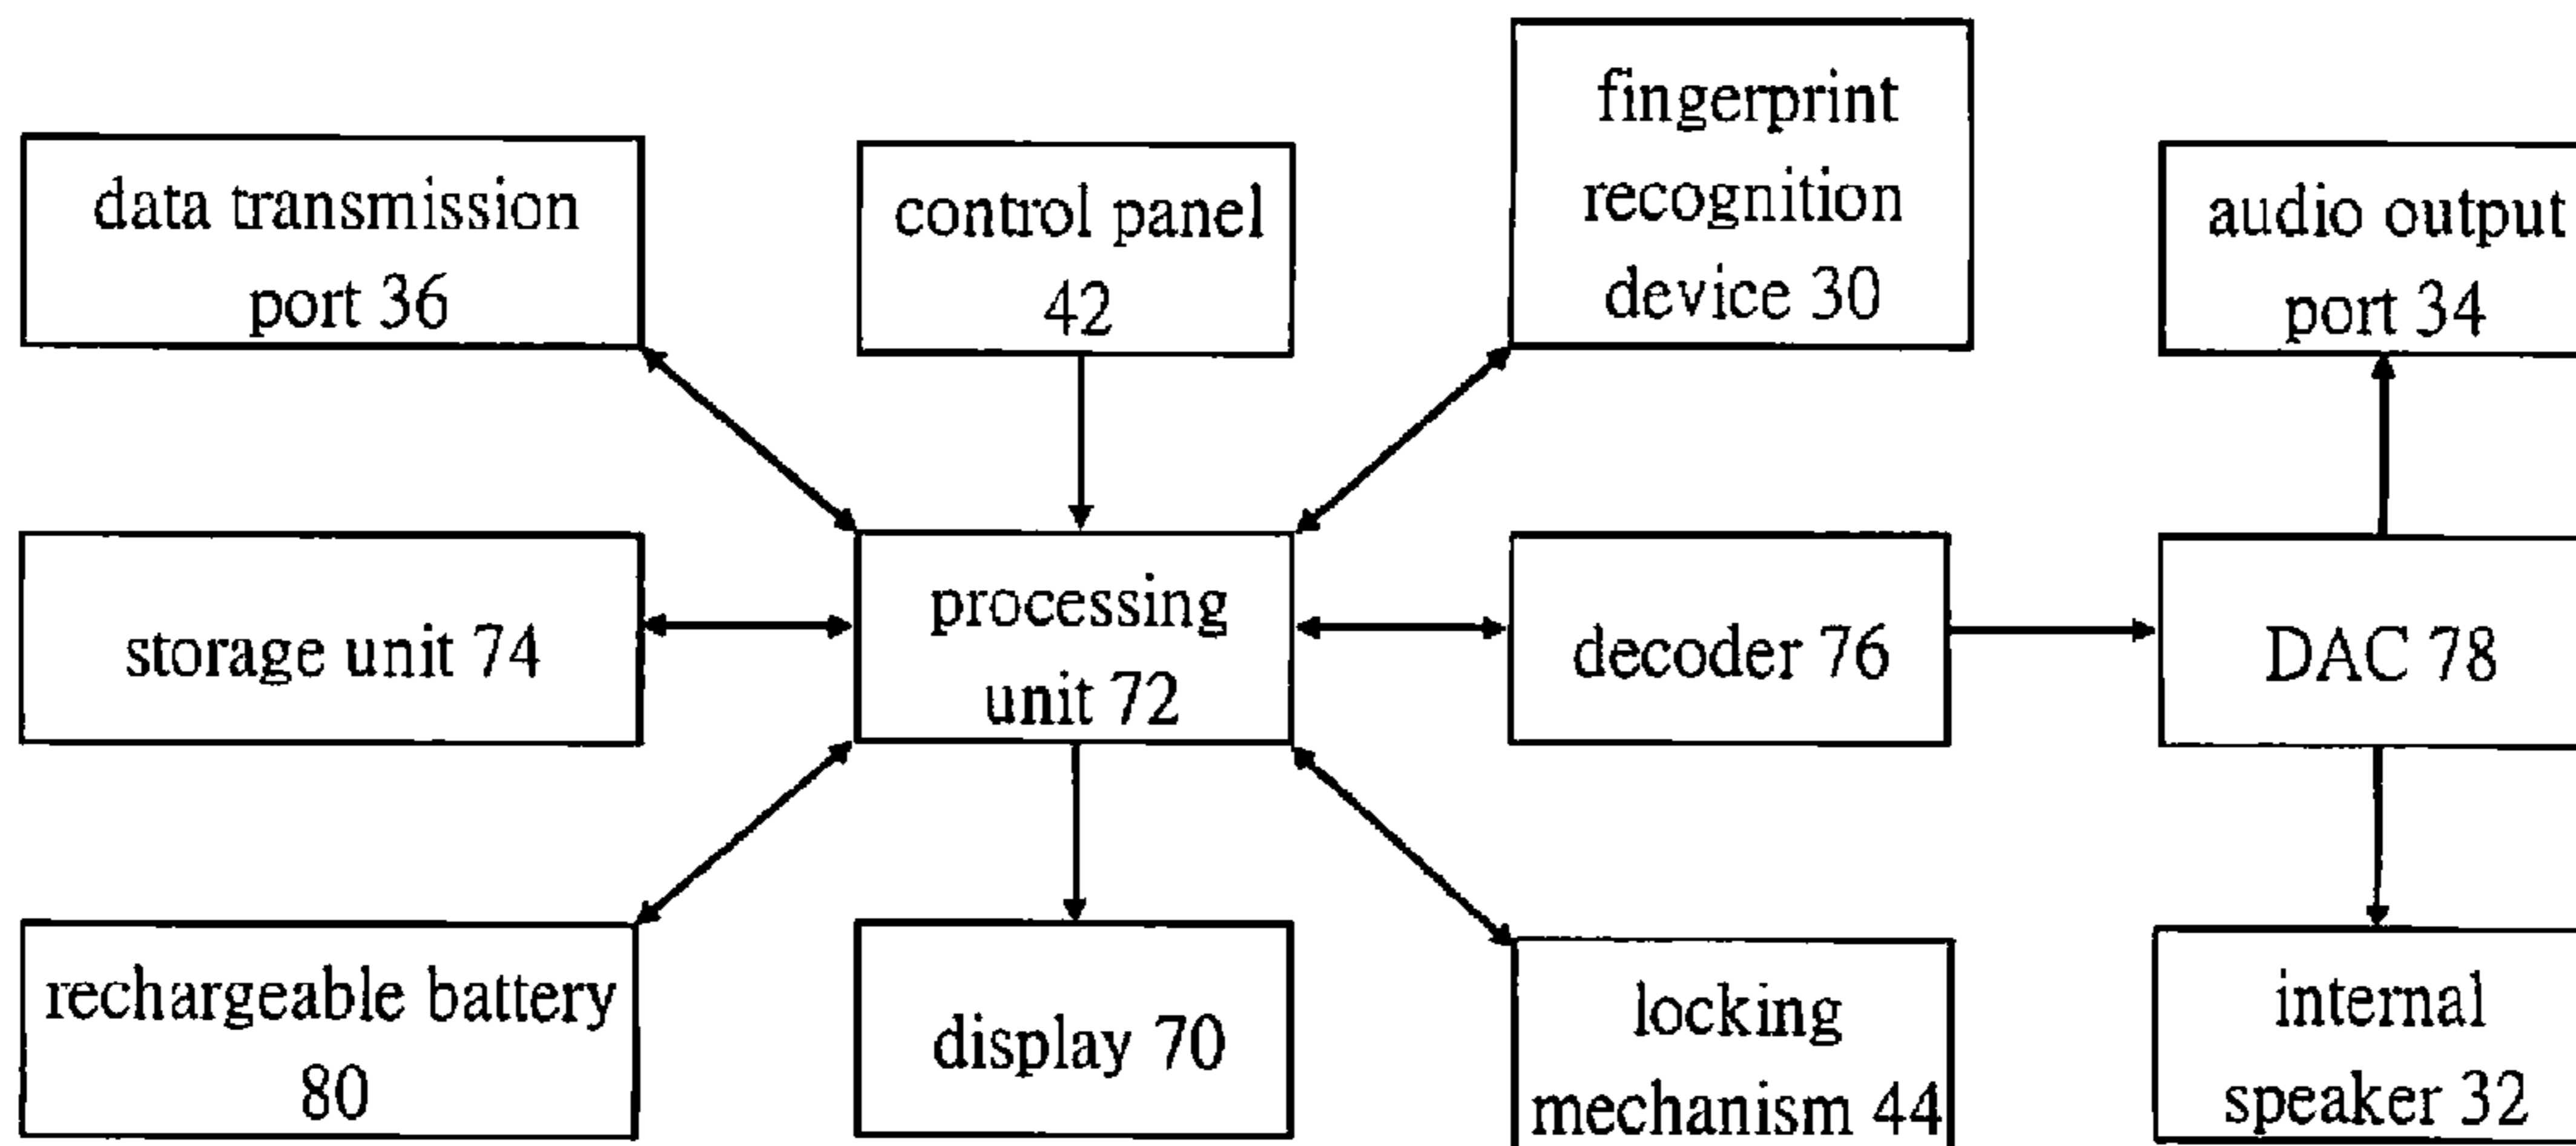 data transmission
port 36
control panel
42
fingerprint
recognition
device 30
audio output
port 34
storage unit 74
processing
unit 72
decoder 76
DAC 78
rechargeable battery
80
display 70
locking
mechanism 44
internal
speaker 32